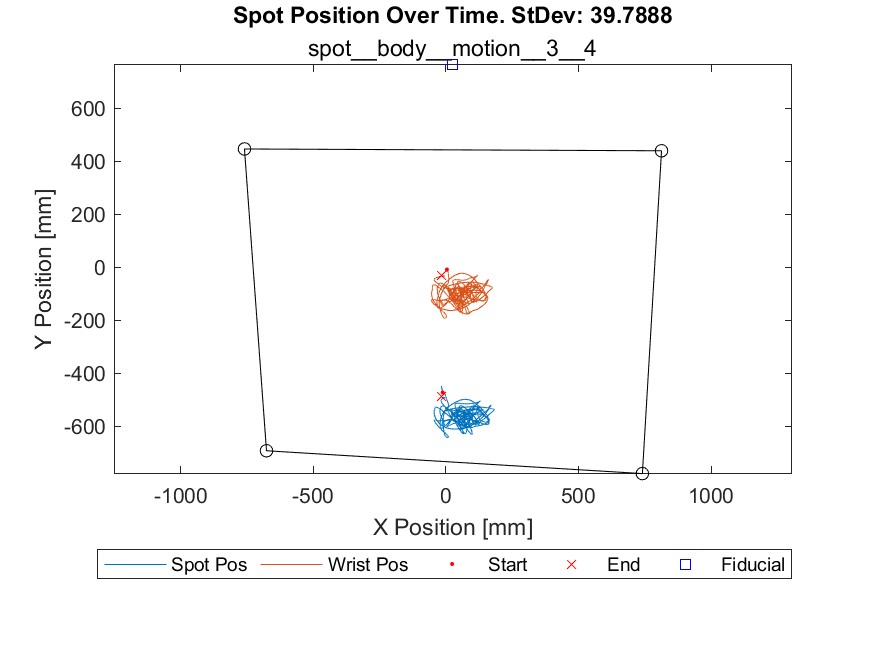 Spot Position Over Time. StDev: 39.7888
spot__body__motion__3__4
600
400
200
0
-200
-400
-600
Y Position [mm]
-1000 -500 0 500 1000
X Position [mm]
Spot Pos Wrist Pos Start End Fiducial